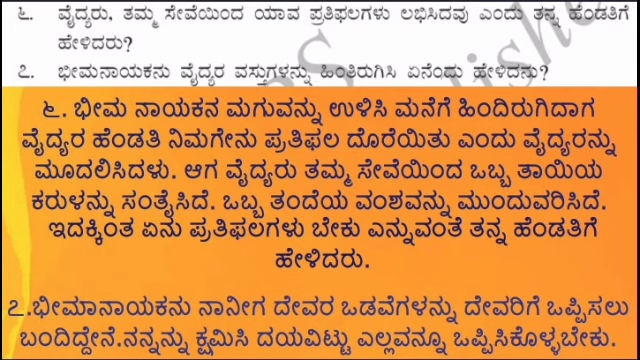 ೬. ವೈದ್ಯರು, ತಮ್ಮ ಸೇವೆಯಿಂದ ಯಾವ ಪ್ರತಿಫಲಗಳು ಲಭಿಸಿದವು ಎಂದು ತನ್ನ ಹೆಂಡತಿಗೆ
ಹೇಳಿದರು?
೭. ಭೀಮನಾಯಕನು ವೈದ್ಯರ ವಸ್ತುಗಳನ್ನು ಹಿಂತಿರುಗಿಸಿ ಏನೆಂದು ಹೇಳಿದನು?
೬. ಭೀಮ ನಾಯಕನ ಮಗುವನ್ನು ಉಳಿಸಿ ಮನೆಗೆ ಹಿಂದಿರುಗಿದಾಗ
ವೈದ್ಯರ ಹೆಂಡತಿ ನಿಮಗೇನು ಪ್ರತಿಫಲ ದೊರೆಯಿತು ಎಂದು ವೈದ್ಯರನ್ನು
ಮೂದಲಿಸಿದಳು. ಆಗ ವೈದ್ಯರು ತಮ್ಮ ಸೇವೆಯಿಂದ ಒಬ್ಬ ತಾಯಿಯ
ಕರುಳನ್ನು ಸಂತೈಸಿದೆ. ಒಬ್ಬ ತಂದೆಯ ವಂಶವನ್ನು ಮುಂದುವರಿಸಿದೆ.
ಇದಕ್ಕಿಂತ ಏನು ಪ್ರತಿಫಲಗಳು ಬೇಕು ಎನ್ನುವಂತೆ ತನ್ನ ಹೆಂಡತಿಗೆ
ಹೇಳಿದರು.
೭.ಭೀಮಾನಾಯಕನು ನಾನೀಗ ದೇವರ ಒಡವೆಗಳನ್ನು ದೇವರಿಗೆ ಒಪ್ಪಿಸಲು
ಬಂದಿದ್ದೇನೆ.ನನ್ನನ್ನು ಕ್ಷಮಿಸಿ ದಯವಿಟ್ಟು ಎಲ್ಲವನ್ನೂ ಒಪ್ಪಿಸಿಕೊಳ್ಳಬೇಕು.